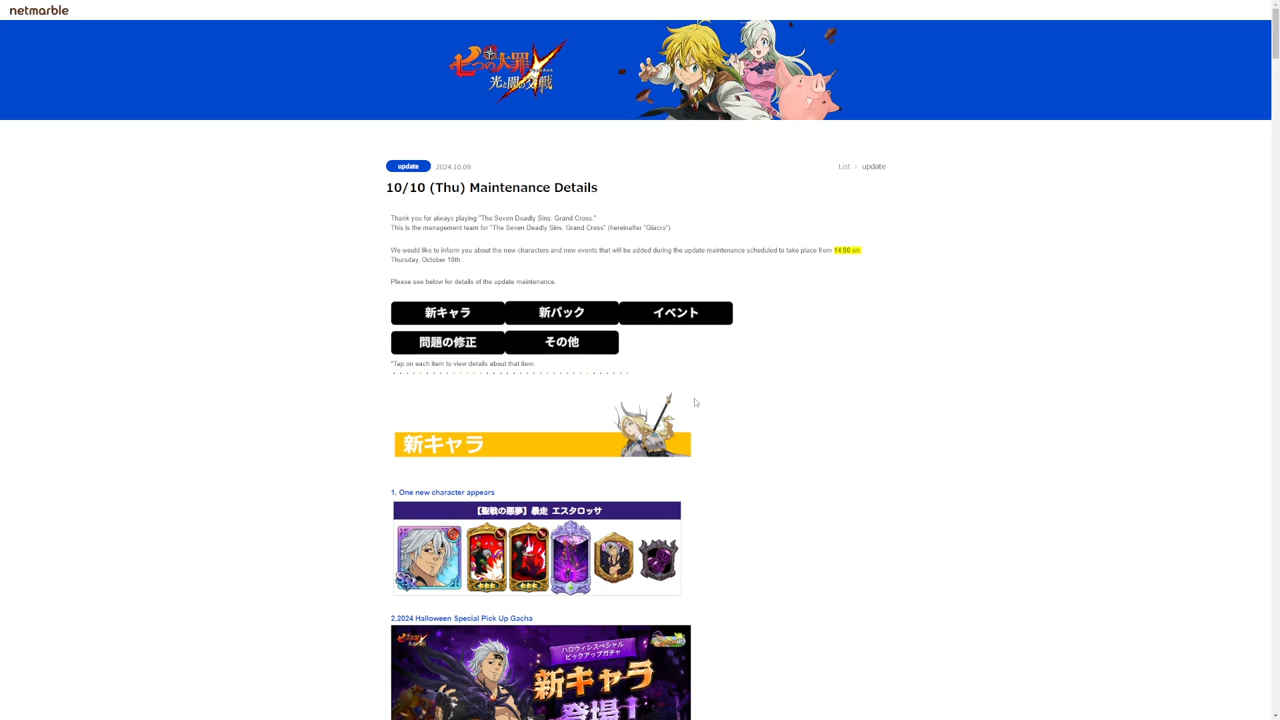 netmarble
七つの大罪
光と闇の交戦
update 2024.10.09
List › update
10/10 (Thu) Maintenance Details
Thank you for always playing "The Seven Deadly Sins: Grand Cross."
This is the management team for "The Seven Deadly Sins: Grand Cross" (hereinafter "Glacro").
We would like to inform you about the new characters and new events that will be added during the update maintenance scheduled to take place from 14:00 on
Thursday, October 10th .
Please see below for details of the update maintenance.
新キャラ 新パック イベント
問題の修正 その他
*Tap on each item to view details about that item.
新キャラ
1. One new character appears
【聖戦の悪夢】暴走 エスタロッサ
2.2024 Halloween Special Pick Up Gacha
七つの大罪
ハロウィンスペシャル
ピックアップガチャ
新キャラ
登場！